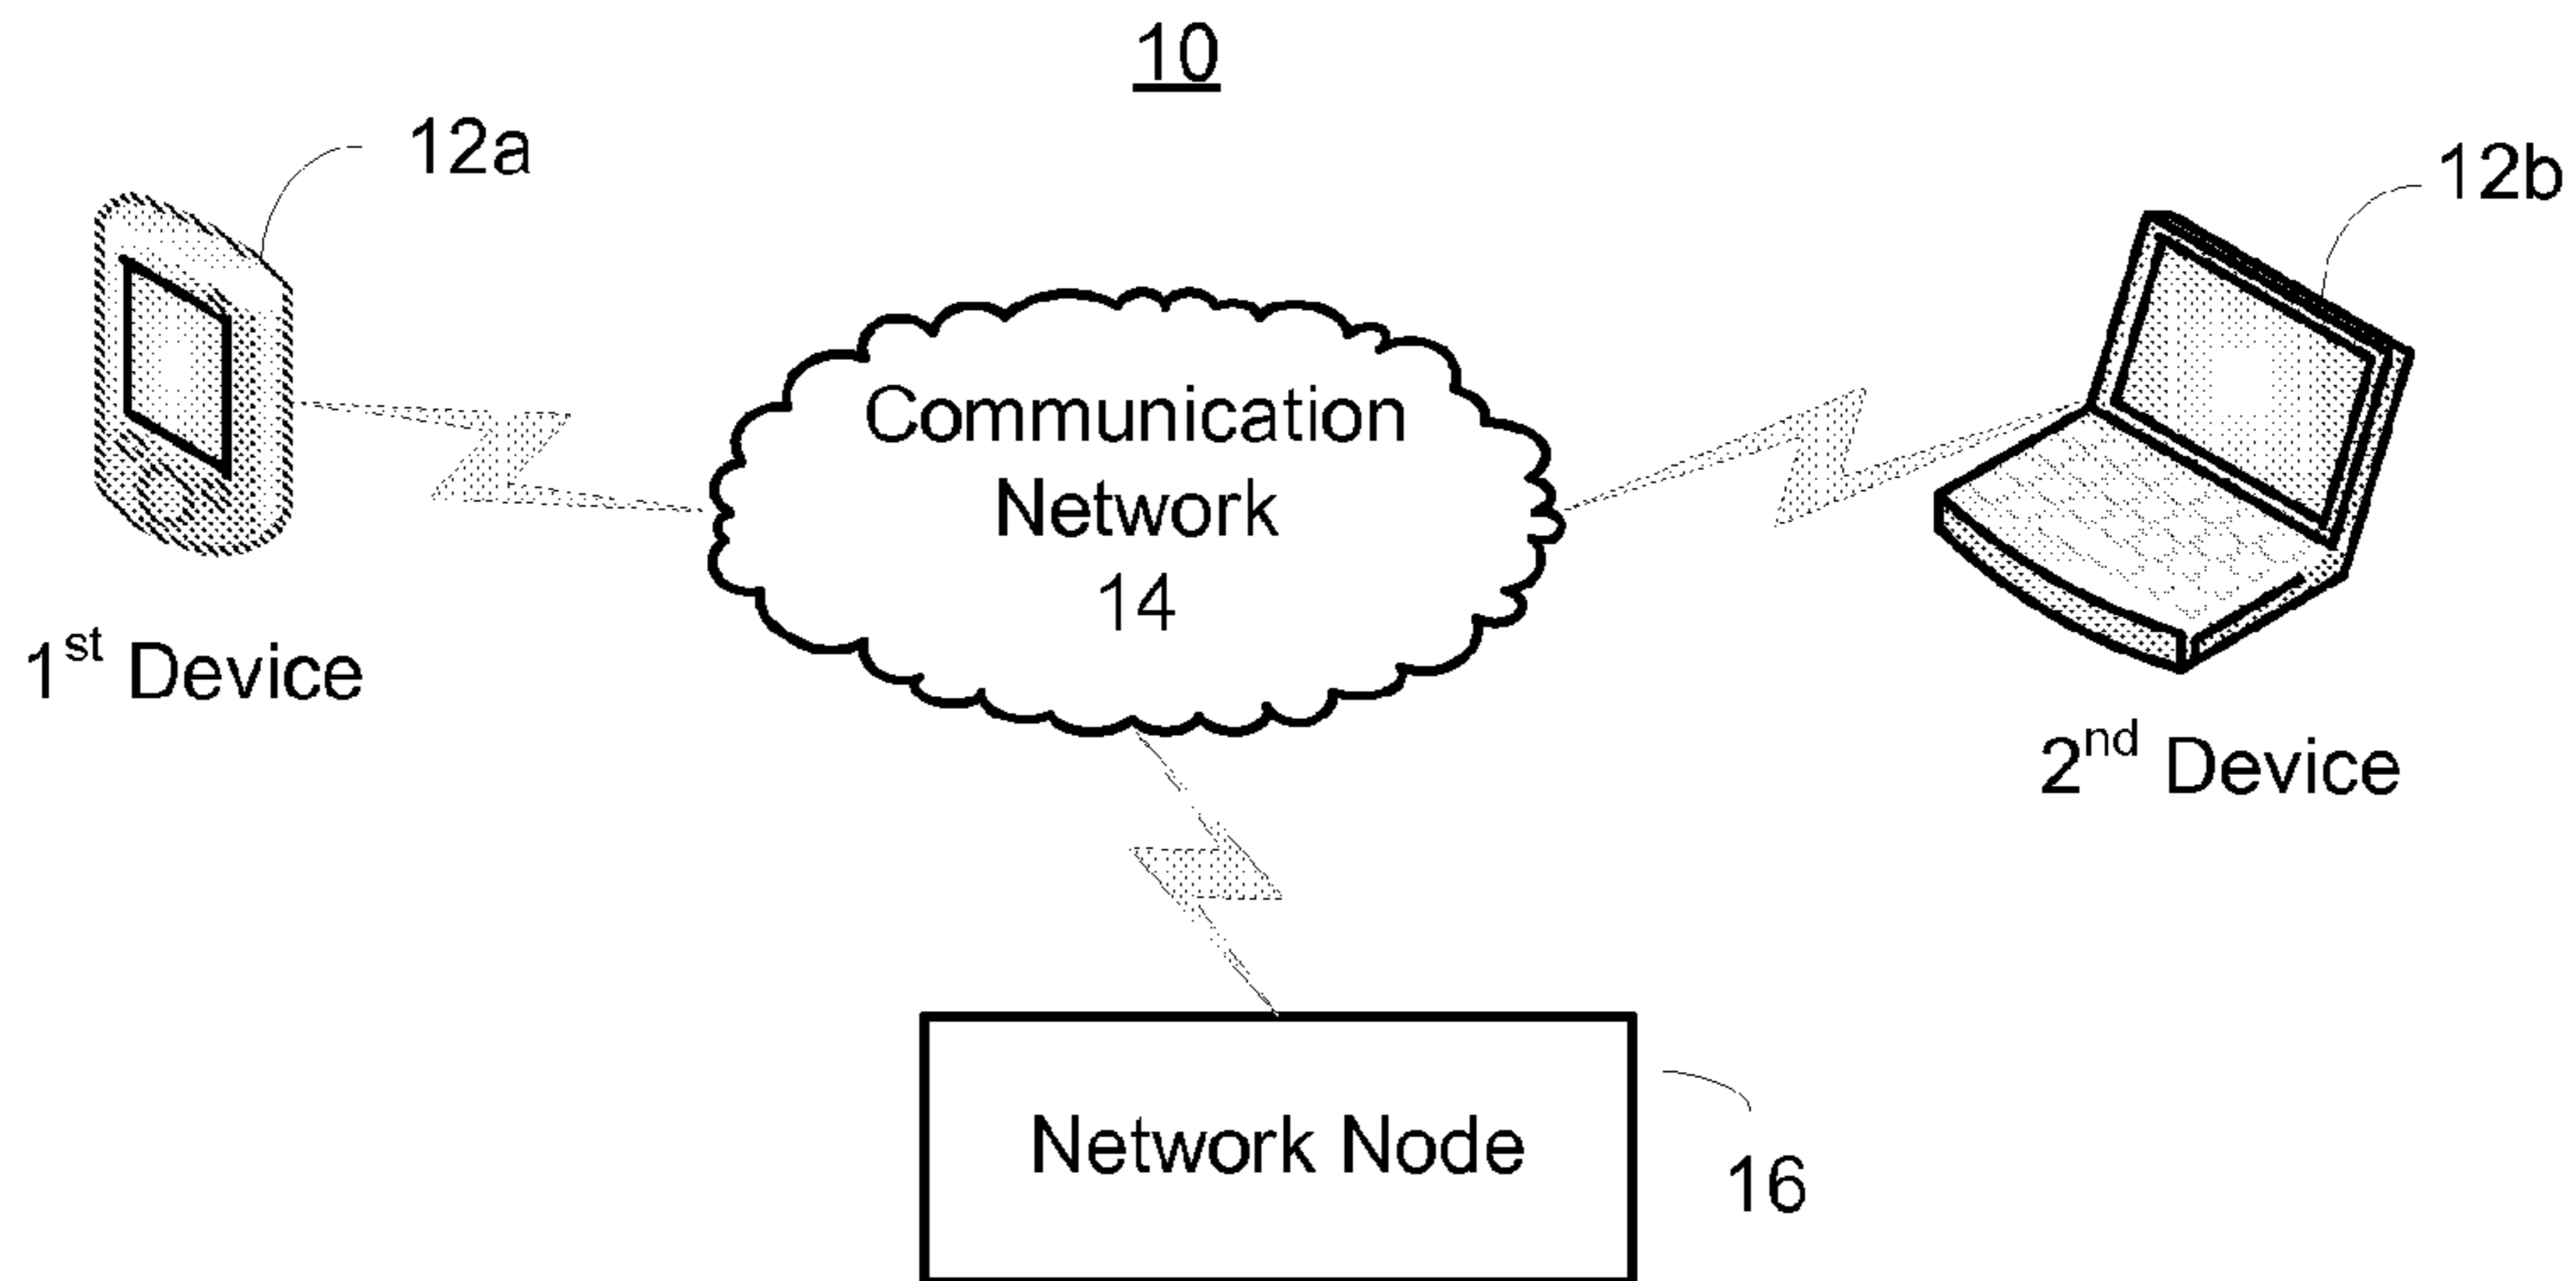 10
12a
12b
Communication
Network
14
1st Device
2nd Device
Network Node
16